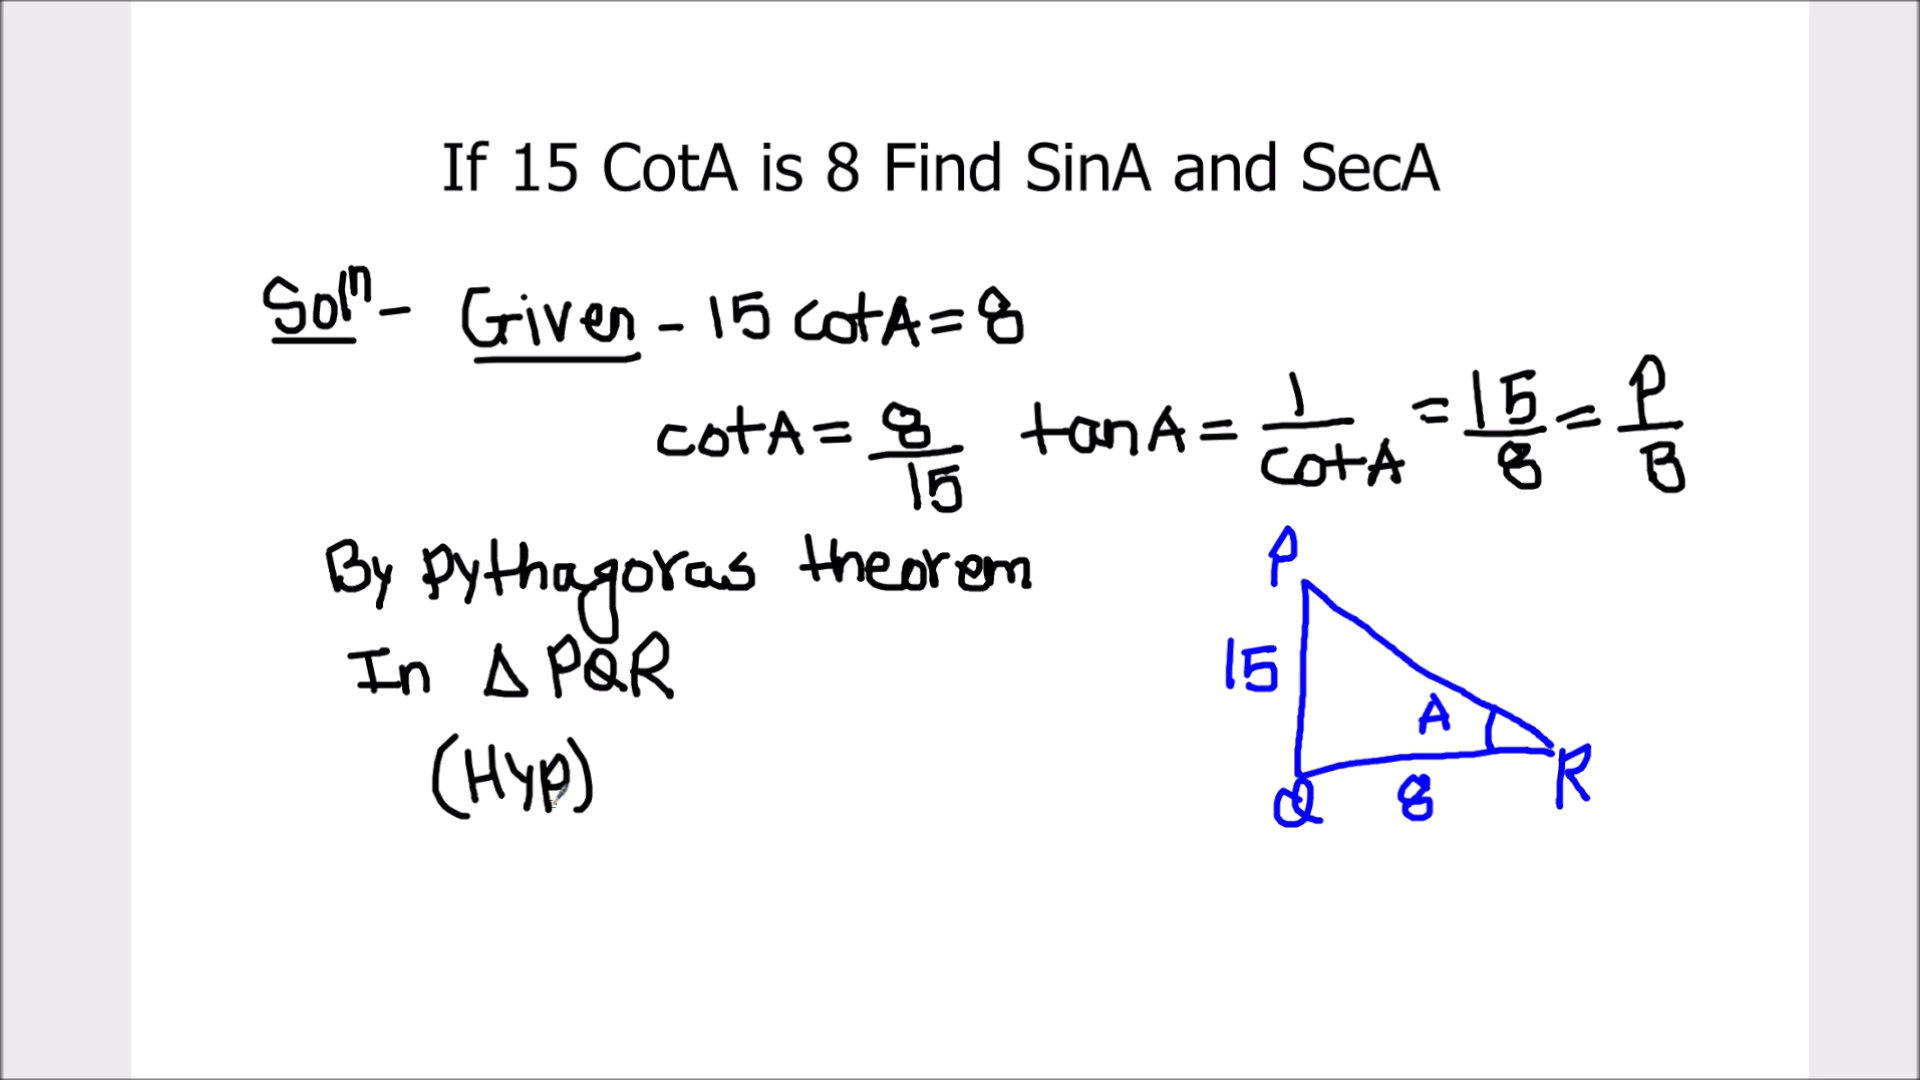 If 15 CotA is 8 Find SinA and SecA
Solⁿ- Given - 15 cotA = 8
cotA = 8/15 tanA = 1/cotA = 15/8 = P/B
By Pythagoras theorem
In Δ PQR
(Hyp)
P
15
A
Q
8
R